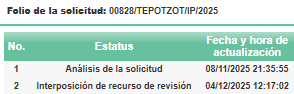 Folio de la solicitud: 00828/TEPOTZOT/IP/2025
No. Estatus Fecha y hora de actualización
1 Análisis de la solicitud 08/11/2025 21:35:55
2 Interposición de recurso de revisión 04/12/2025 12:17:02